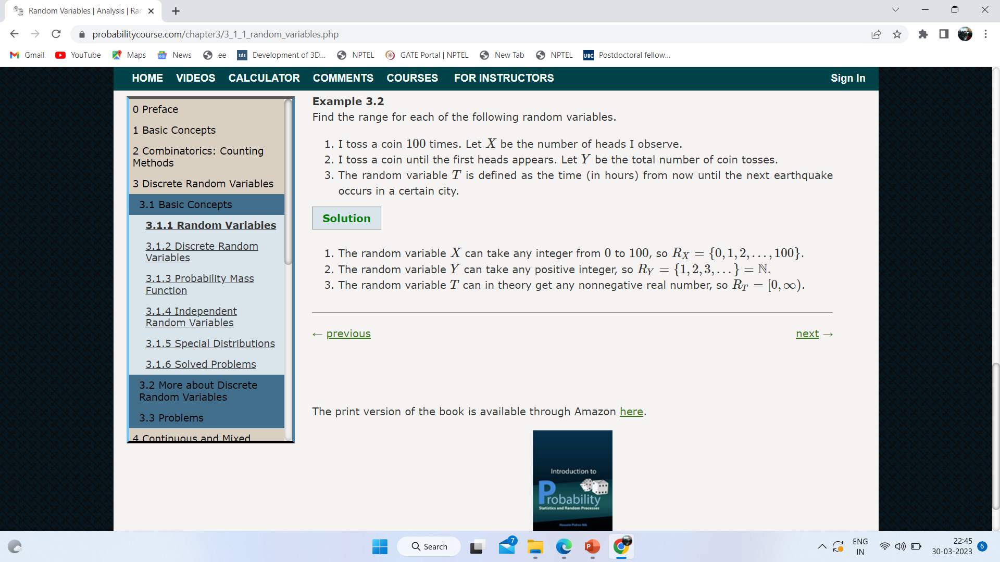 Random Variables | Analysis | Ran
probabilitycourse.com/chapter3/3_1_1_random_variables.php
Gmail YouTube Maps News ee tds Development of 3D... NPTEL GATE Portal | NPTEL New Tab NPTEL UBC Postdoctoral fellow...
HOME VIDEOS CALCULATOR COMMENTS COURSES FOR INSTRUCTORS Sign In
0 Preface
1 Basic Concepts
2 Combinatorics: Counting
Methods
3 Discrete Random Variables
3.1 Basic Concepts
3.1.1 Random Variables
3.1.2 Discrete Random
Variables
3.1.3 Probability Mass
Function
3.1.4 Independent
Random Variables
3.1.5 Special Distributions
3.1.6 Solved Problems
3.2 More about Discrete
Random Variables
3.3 Problems
4 Continuous and Mixed
Example 3.2
Find the range for each of the following random variables.
1. I toss a coin 100 times. Let X be the number of heads I observe.
2. I toss a coin until the first heads appears. Let Y be the total number of coin tosses.
3. The random variable T is defined as the time (in hours) from now until the next earthquake
occurs in a certain city.
Solution
1. The random variable X can take any integer from 0 to 100, so R_X = {0, 1, 2, . . . , 100}.
2. The random variable Y can take any positive integer, so R_Y = {1, 2, 3, . . . } = ℕ.
3. The random variable T can in theory get any nonnegative real number, so R_T = [0, ∞).
← previous next →
The print version of the book is available through Amazon here.
Introduction to
Probability
Statistics and Random Processes
Hossein Pishro-Nik
Search
7
P
ENG
IN
22:45
30-03-2023
6